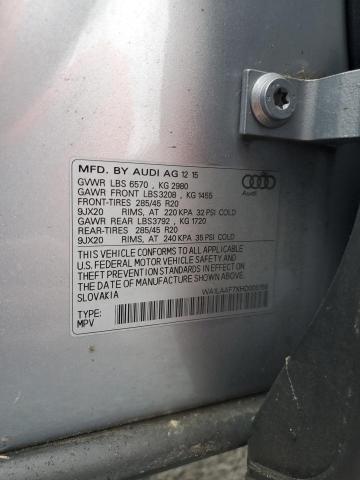 MFD. BY AUDI AG 12 15
GVWR LBS 6570 , KG 2980
GAWR FRONT LBS3208 , KG 1455
FRONT-TIRES 285/45 R20
9JX20 RIMS, AT 220 KPA 32 PSI COLD
GAWR REAR LBS3792 , KG 1720
REAR-TIRES 285/45 R20
9JX20 RIMS, AT 240 KPA 35 PSI COLD
Audi
THIS VEHICLE CONFORMS TO ALL APPLICABLE
U.S. FEDERAL MOTOR VEHICLE SAFETY, BUMPER, AND
THEFT PREVENTION STANDARDS IN EFFECT ON
THE DATE OF MANUFACTURE SHOWN ABOVE.
SLOVAKIA
TYPE:
MPV